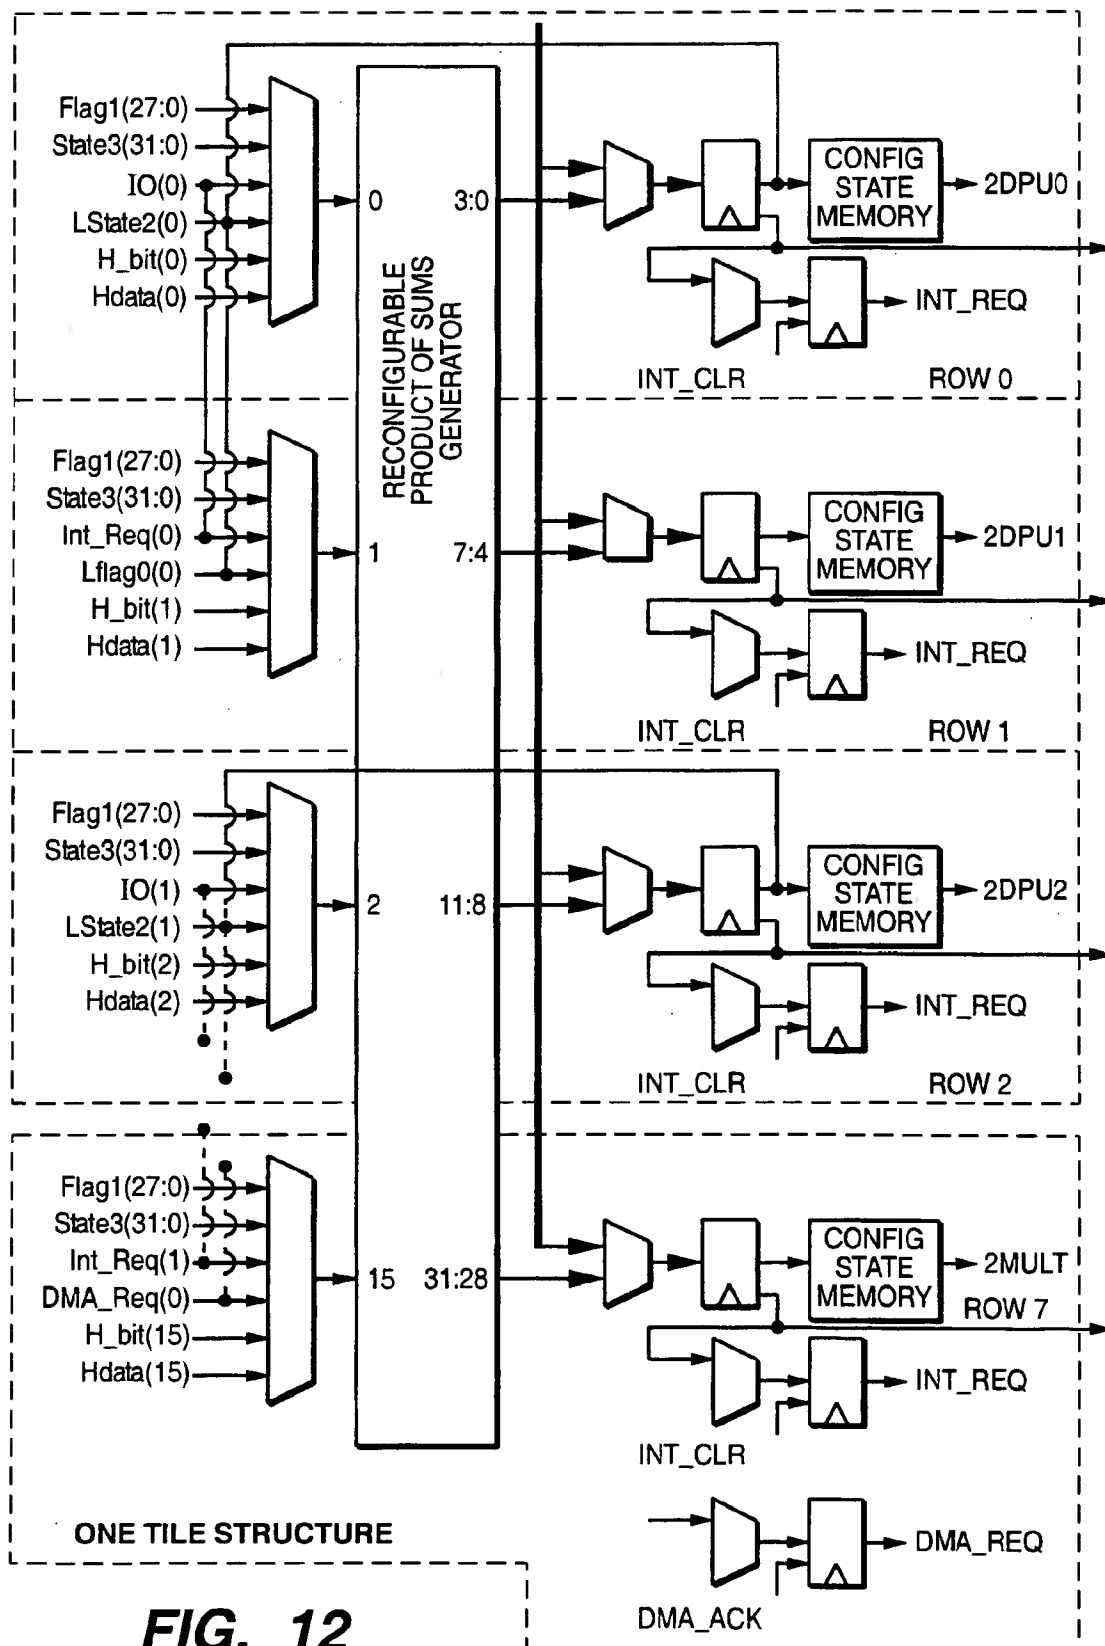 Flag1(27:0)
State3(31:0)
IO(0)
LState2(0)
H_bit(0)
Hdata(0)
0
3:0
RECONFIGURABLE
PRODUCT OF SUMS
GENERATOR
CONFIG
STATE
MEMORY
2DPU0
INT_REQ
INT_CLR
ROW 0
Flag1(27:0)
State3(31:0)
Int_Req(0)
Lflag0(0)
H_bit(1)
Hdata(1)
1
7:4
CONFIG
STATE
MEMORY
2DPU1
INT_REQ
INT_CLR
ROW 1
Flag1(27:0)
State3(31:0)
IO(1)
LState2(1)
H_bit(2)
Hdata(2)
2
11:8
CONFIG
STATE
MEMORY
2DPU2
INT_REQ
INT_CLR
ROW 2
Flag1(27:0)
State3(31:0)
Int_Req(1)
DMA_Req(0)
H_bit(15)
Hdata(15)
15
31:28
CONFIG
STATE
MEMORY
2MULT
ROW 7
INT_REQ
INT_CLR
ONE TILE STRUCTURE
DMA_REQ
DMA_ACK
FIG. 12